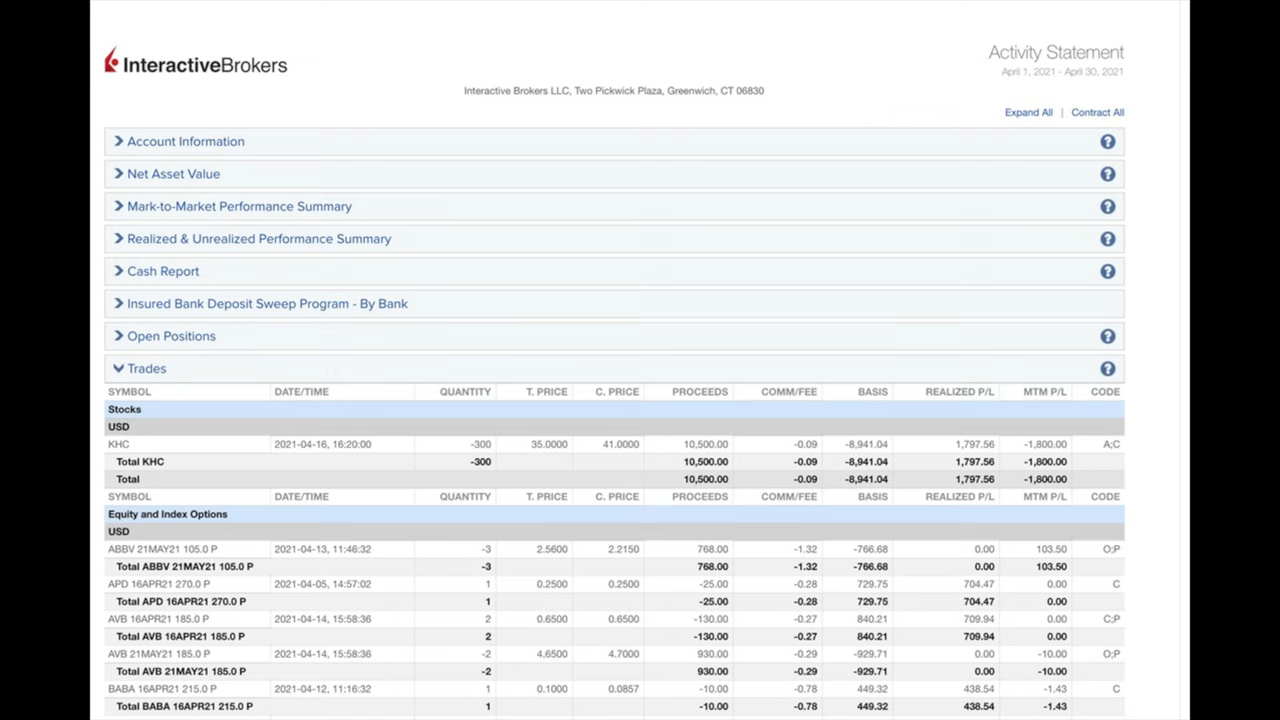 InteractiveBrokers
Activity Statement
April 1, 2021 - April 30, 2021
Interactive Brokers LLC, Two Pickwick Plaza, Greenwich, CT 06830
Expand All | Contract All
Account Information
Net Asset Value
Mark-to-Market Performance Summary
Realized & Unrealized Performance Summary
Cash Report
Insured Bank Deposit Sweep Program - By Bank
Open Positions
Trades
SYMBOL DATE/TIME QUANTITY T. PRICE C. PRICE PROCEEDS COMM/FEE BASIS REALIZED P/L MTM P/L CODE
Stocks
USD
KHC 2021-04-16, 16:20:00 -300 35.0000 41.0000 10,500.00 -0.09 -8,941.04 1,797.56 -1,800.00 A;C
Total KHC -300 10,500.00 -0.09 -8,941.04 1,797.56 -1,800.00
Total 10,500.00 -0.09 -8,941.04 1,797.56 -1,800.00
SYMBOL DATE/TIME QUANTITY T. PRICE C. PRICE PROCEEDS COMM/FEE BASIS REALIZED P/L MTM P/L CODE
Equity and Index Options
USD
ABBV 21MAY21 105.0 P 2021-04-13, 11:46:32 -3 2.5600 2.2150 768.00 -1.32 -766.68 0.00 103.50 O;P
Total ABBV 21MAY21 105.0 P -3 768.00 -1.32 -766.68 0.00 103.50
APD 16APR21 270.0 P 2021-04-05, 14:57:02 1 0.2500 0.2500 -25.00 -0.28 729.75 704.47 0.00 C
Total APD 16APR21 270.0 P 1 -25.00 -0.28 729.75 704.47 0.00
AVB 16APR21 185.0 P 2021-04-14, 15:58:36 2 0.6500 0.6500 -130.00 -0.27 840.21 709.94 0.00 C;P
Total AVB 16APR21 185.0 P 2 -130.00 -0.27 840.21 709.94 0.00
AVB 21MAY21 185.0 P 2021-04-14, 15:58:36 -2 4.6500 4.7000 930.00 -0.29 -929.71 0.00 -10.00 O;P
Total AVB 21MAY21 185.0 P -2 930.00 -0.29 -929.71 0.00 -10.00
BABA 16APR21 215.0 P 2021-04-12, 11:16:32 1 0.1000 0.0857 -10.00 -0.78 449.32 438.54 -1.43 C
Total BABA 16APR21 215.0 P 1 -10.00 -0.78 449.32 438.54 -1.43